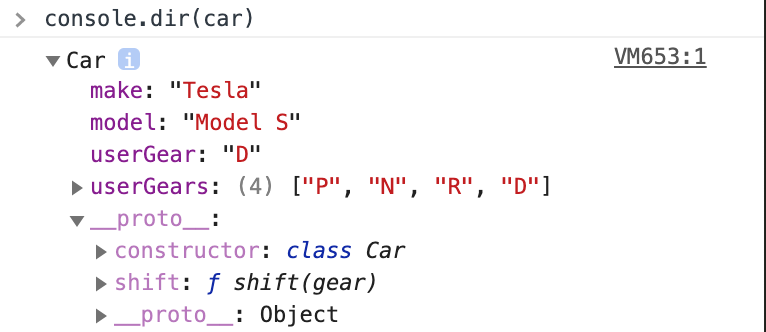 > console.dir(car)
▼ Car i VM653:1
make: "Tesla"
model: "Model S"
userGear: "D"
▶ userGears: (4) ["P", "N", "R", "D"]
▼ __proto__:
▶ constructor: class Car
▶ shift: ƒ shift(gear)
▶ __proto__: Object